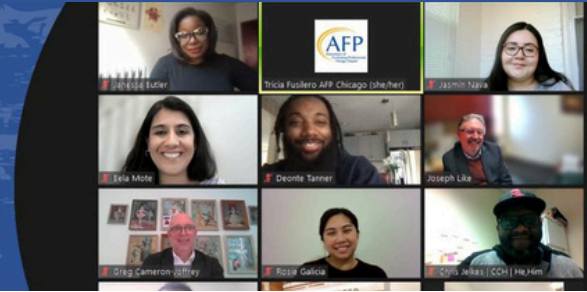 Janessa Butler
AFP
Tricia Fusilero AFP Chicago (she/her)
Jasmin Nava
Bela Mote
Deonte Tanner
Joseph Like
Greg Cameron-Joffrey
Rosie Galicia
Chris Jelkes | CCH | He,Him